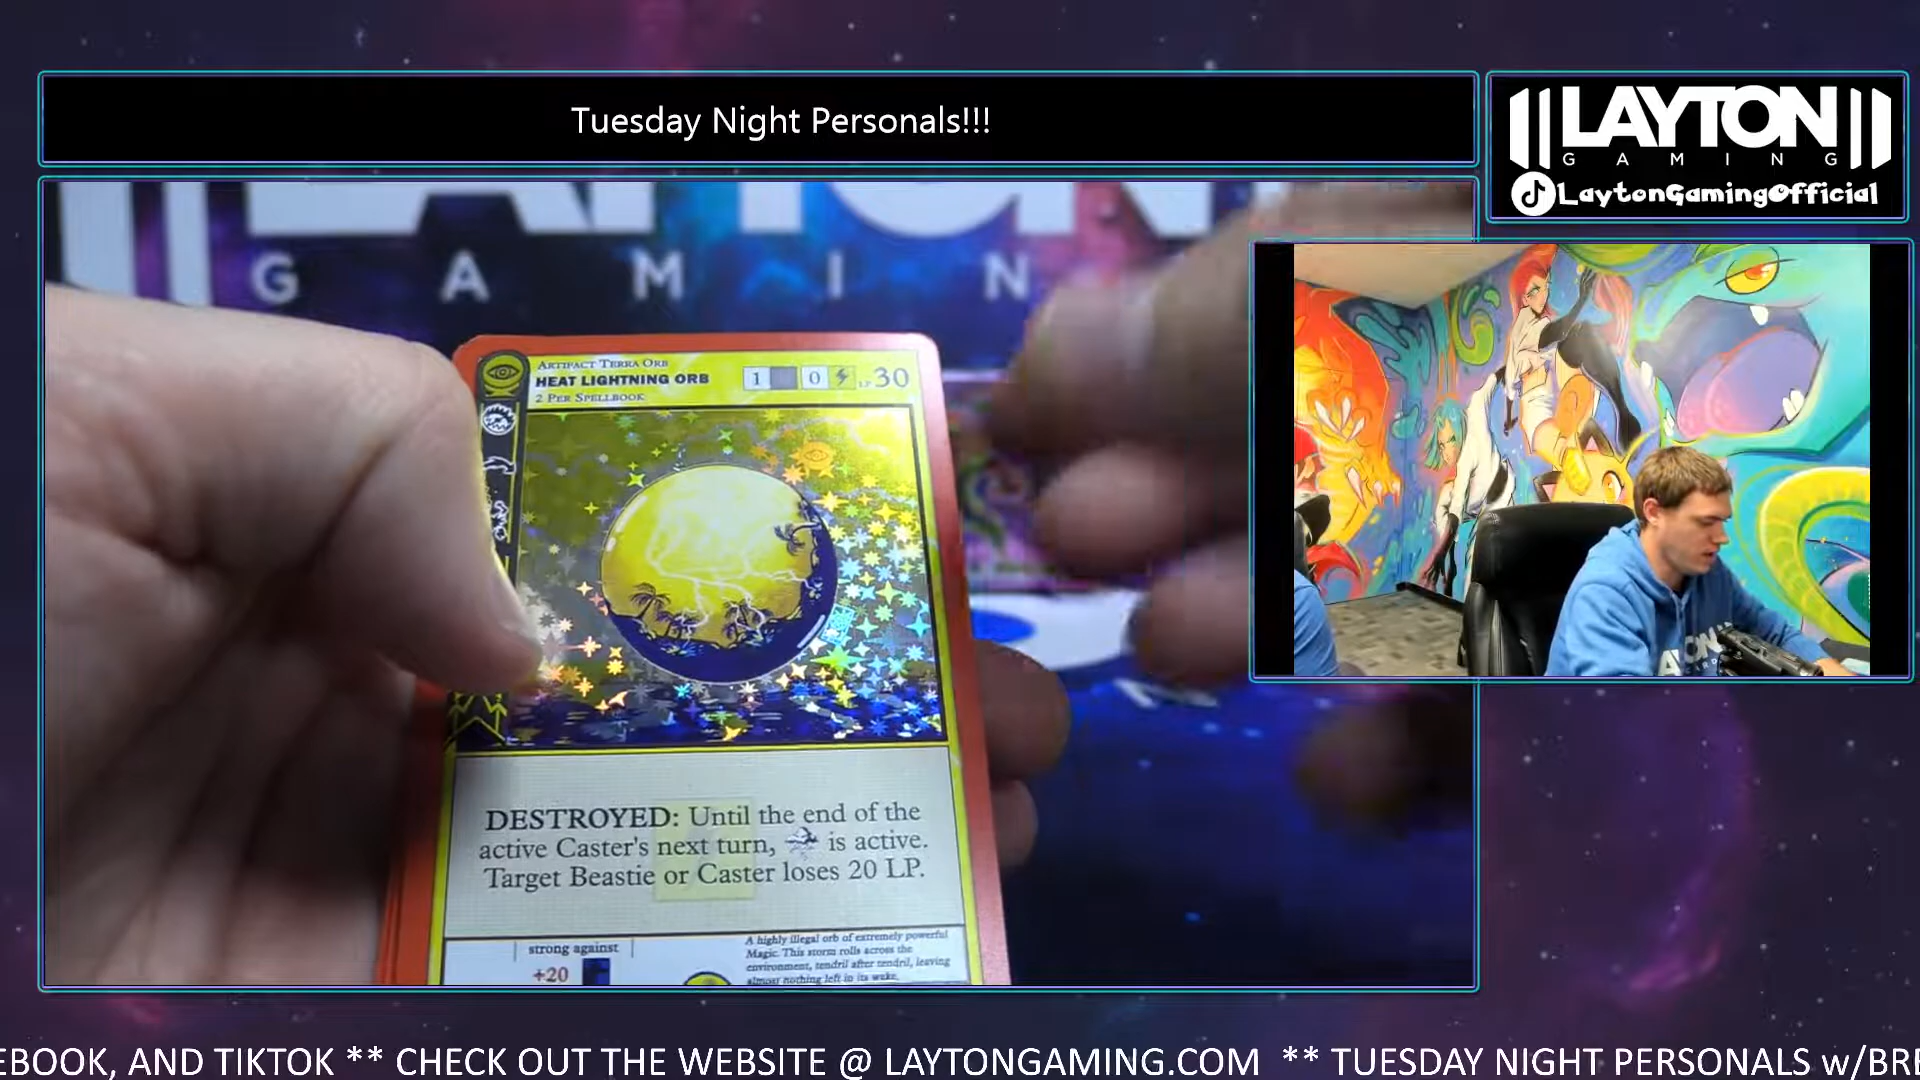 Tuesday Night Personals!!!
LAYTON
GAMING
LaytonGamingOfficial
GAMIN
ARTIFACT TERRA ORB
HEAT LIGHTNING ORB
2 PER SPELLBOOK
1 0 LP 30
DESTROYED: Until the end of the
active Caster's next turn, is active.
Target Beastie or Caster loses 20 LP.
strong against
+20
A highly illegal orb of extremely powerful
Magic. This storm rolls across the
environment, tendril after tendril, leaving
almost nothing left in its wake.
EBOOK, AND TIKTOK ** CHECK OUT THE WEBSITE @ LAYTONGAMING.COM ** TUESDAY NIGHT PERSONALS w/BRE